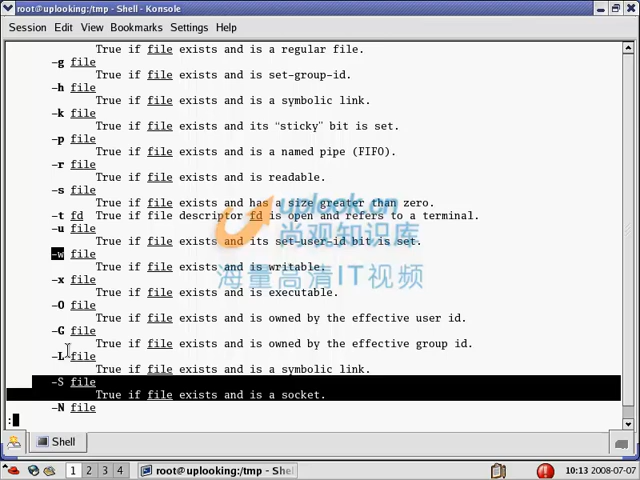 root@uplooking:/tmp - Shell - Konsole
Session Edit View Bookmarks Settings Help
True if file exists and is a regular file.
-g file
True if file exists and is set-group-id.
-h file
True if file exists and is a symbolic link.
-k file
True if file exists and its “sticky” bit is set.
-p file
True if file exists and is a named pipe (FIFO).
-r file
True if file exists and is readable.
-s file
True if file exists and has a size greater than zero.
-t fd True if file descriptor fd is open and refers to a terminal.
-u file
True if file exists and its set-user-id bit is set.
-w file
True if file exists and is writable.
-x file
True if file exists and is executable.
-O file
True if file exists and is owned by the effective user id.
-G file
True if file exists and is owned by the effective group id.
-L file
True if file exists and is a symbolic link.
-S file
True if file exists and is a socket.
-N file
:
uplook.cn
尚观知识库
海量高清IT视频
Shell
1 2 3 4 root@uplooking:/tmp - Shel 10:13 2008-07-07